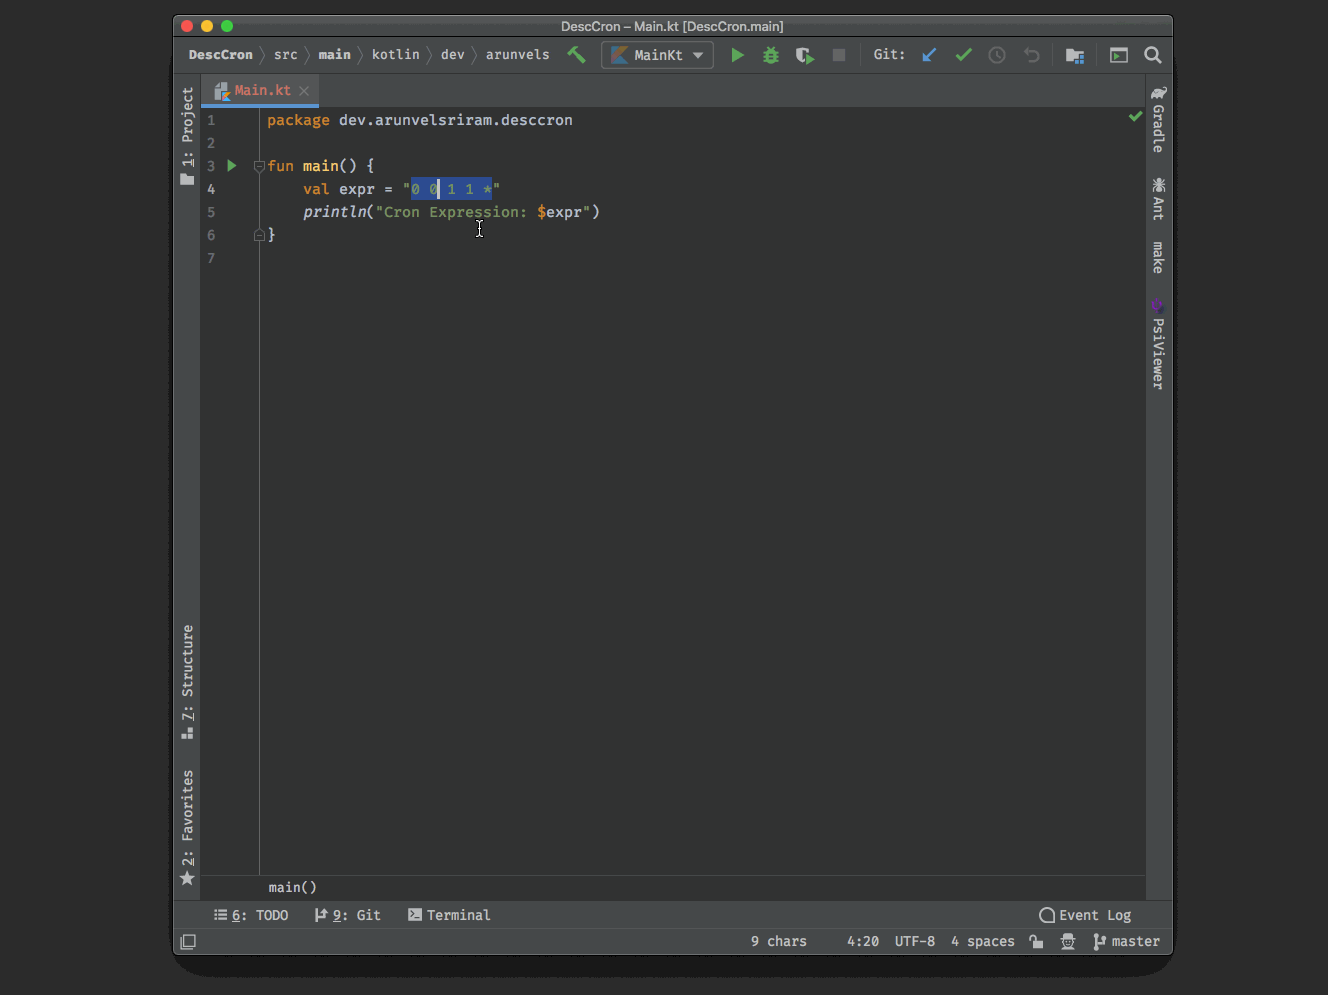 DescCron – Main.kt [DescCron.main]
DescCron src main kotlin dev arunvels MainKt Git:
Main.kt
1 package dev.arunvelsriram.desccron
2
3 fun main() {
4 val expr = "0 0 1 1 *"
5 println("Cron Expression: $expr")
6 }
7
1: Project
7: Structure
2: Favorites
Gradle
Ant
make
PsiViewer
main()
6: TODO 9: Git Terminal Event Log
9 chars 4:20 UTF-8 4 spaces master